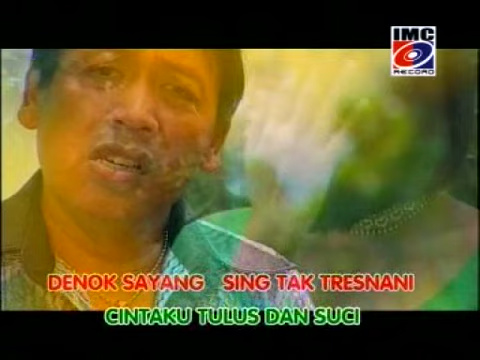 IMC
RECORD
DENOK SAYANG SING TAK TRESNANI
CINTAKU TULUS DAN SUCI